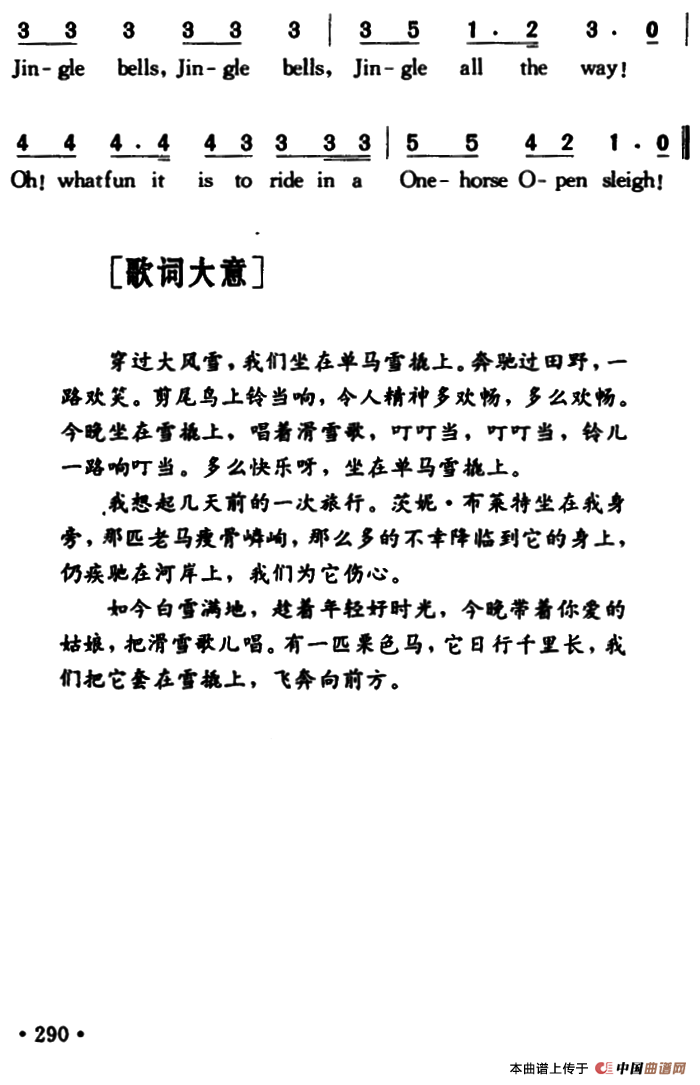 3 3 3 3 3 3 | 3 5 1 . 2 3 . 0 |
Jin-gle bells, Jin-gle bells, Jin-gle all the way!
4 4 4 . 4 4 3 3 3 3 | 5 5 4 2 1 . 0
Oh! what fun it is to ride in a One-horse O-pen sleigh!
[歌词大意]
穿过大风雪，我们坐在单马雪撬上。奔驰过田野，一
路欢笑。剪尾鸟上铃当响，令人精神多欢畅，多么欢畅。
今晚坐在雪撬上，唱着滑雪歌，叮叮当，叮叮当，铃儿
一路响叮当。多么快乐呀，坐在单马雪撬上。
我想起几天前的一次旅行。茨妮·布莱特坐在我身
旁，那匹老马瘦骨嶙峋，那么多的不幸降临到它的身上，
仍疾驰在河岸上，我们为它伤心。
如今白雪满地，趁着年轻好时光，今晚带着你爱的
姑娘，把滑雪歌儿唱。有一匹栗色马，它日行千里长，我
们把它套在雪撬上，飞奔向前方。
·290·
本曲谱上传于 中国曲谱网